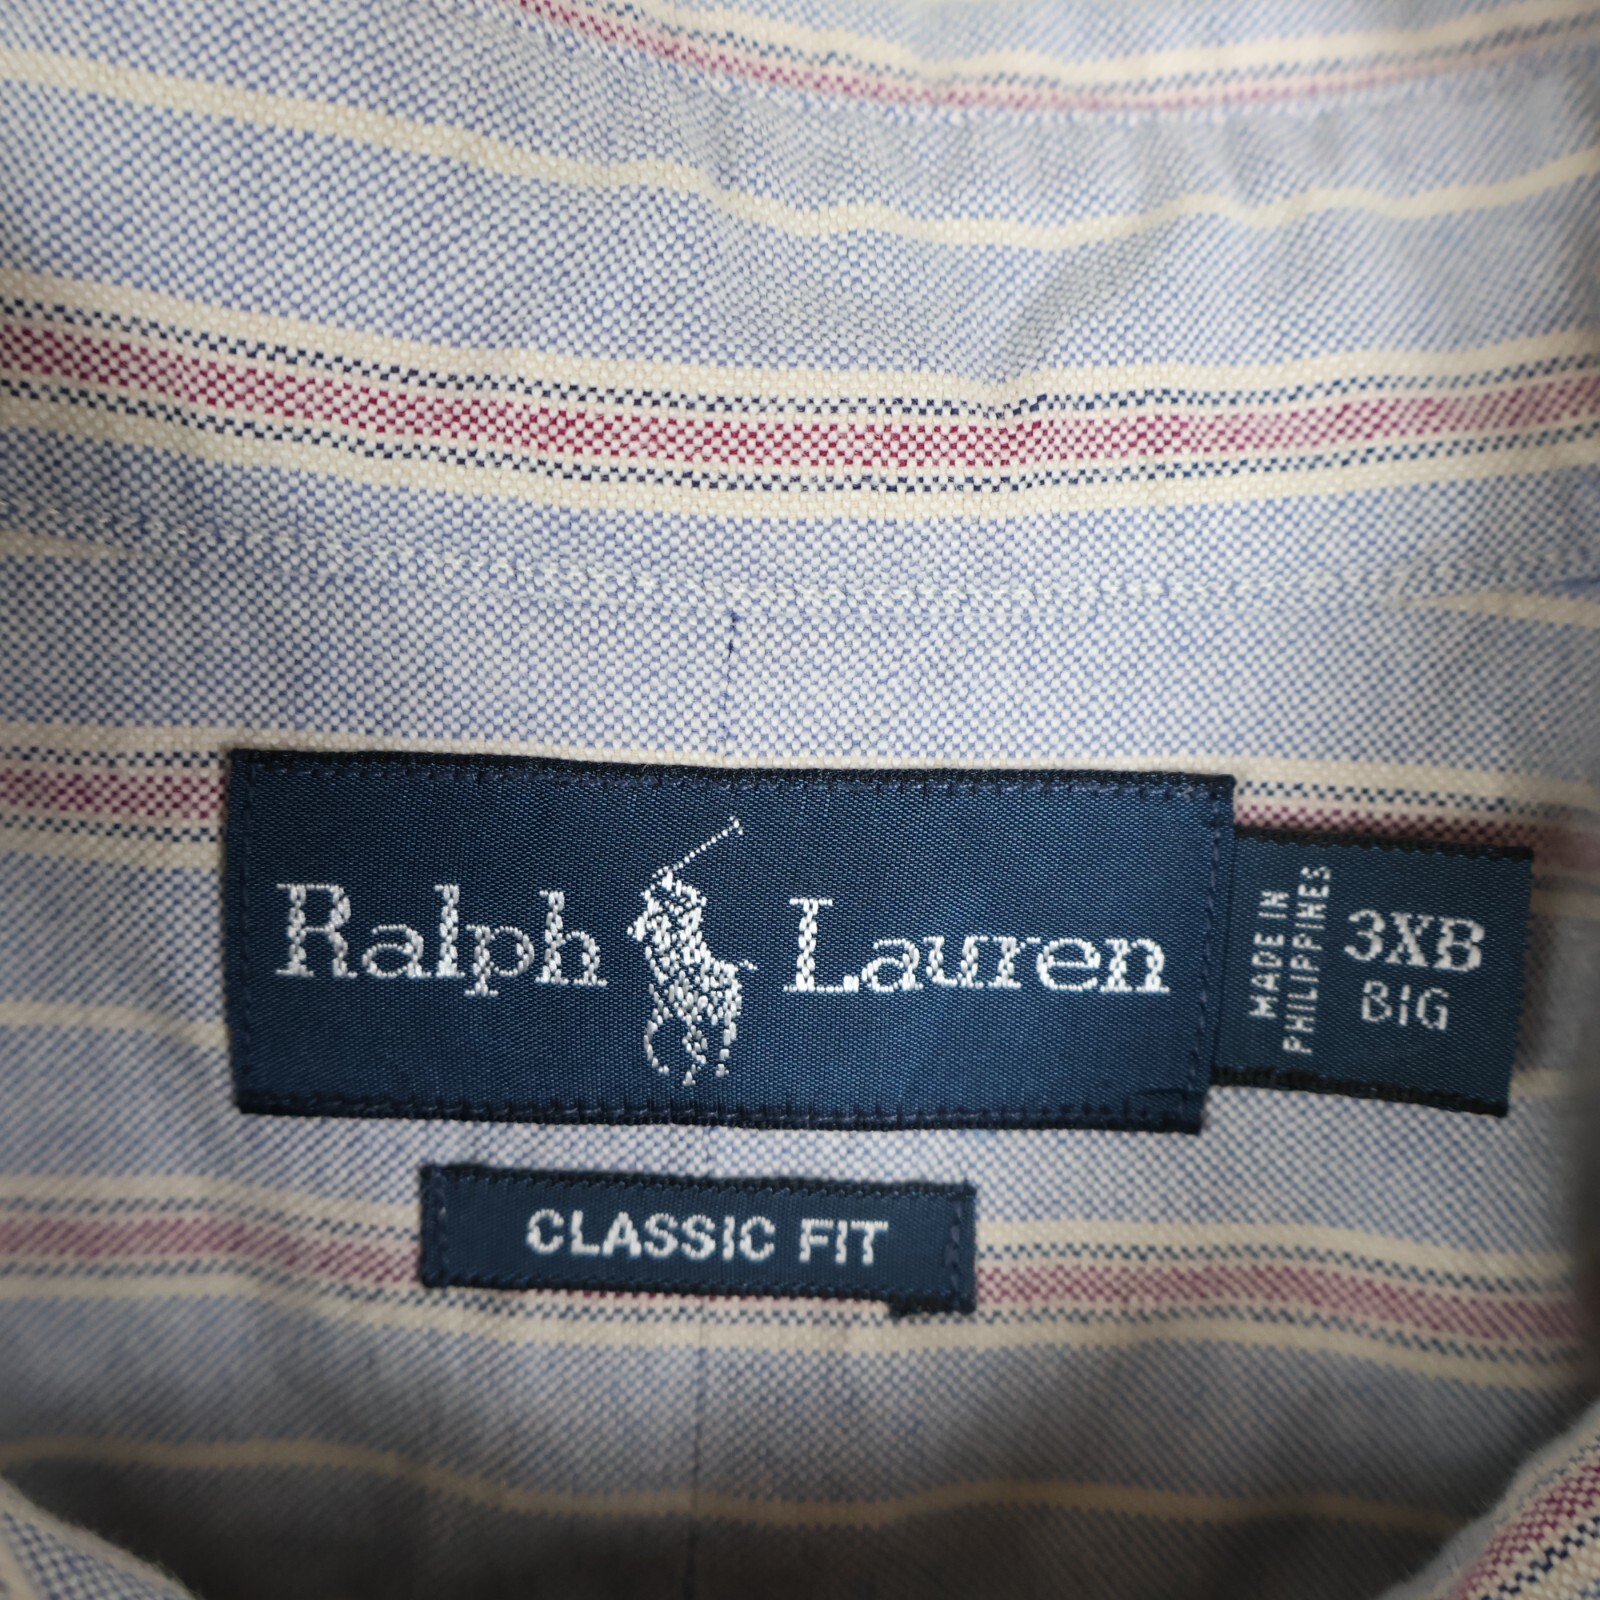 Ralph Lauren
MADE IN
PHILIPPINES
3XB
BIG
CLASSIC FIT